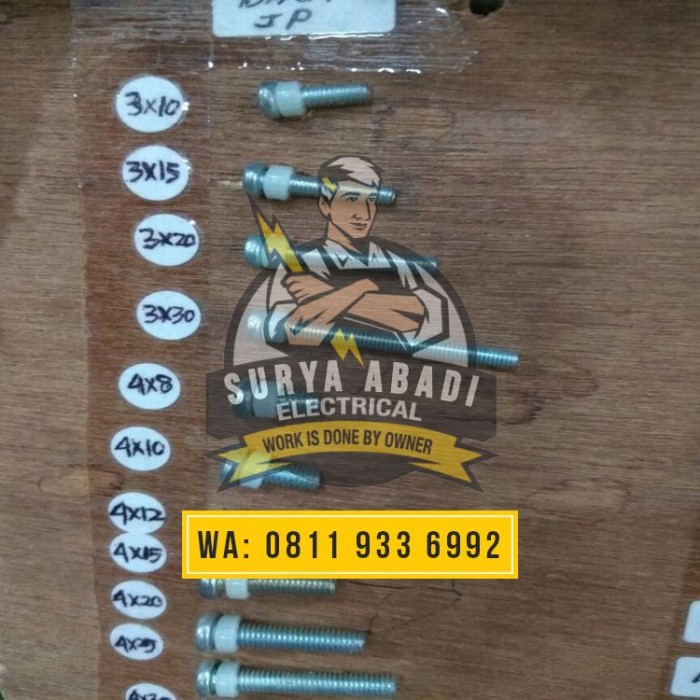 JP
3x10
3x15
3x20
3x30
4x8
4x10
4x12
4x15
4x20
4x25
SURYA ABADI
ELECTRICAL
WORK IS DONE BY OWNER
WA: 0811 933 6992